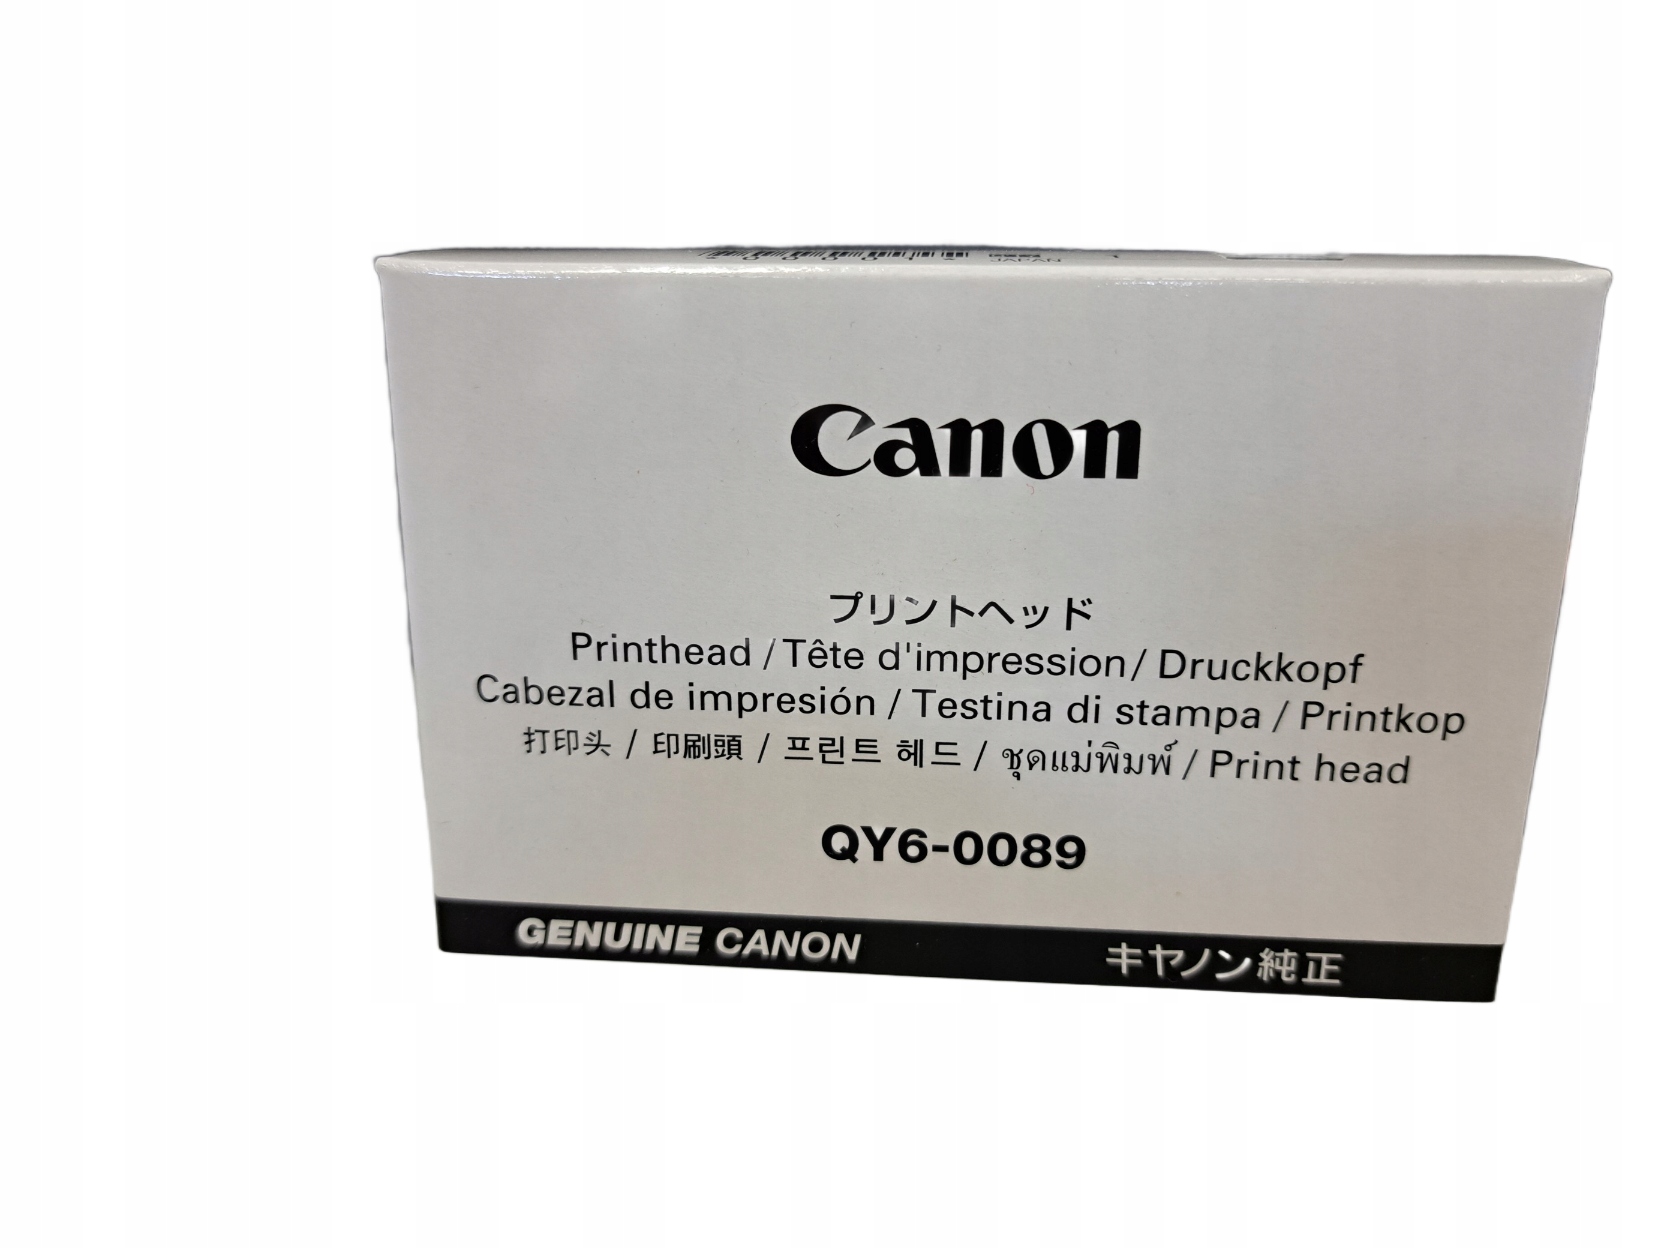 JAPAN
Canon
プリントヘッド
Printhead / Tête d'impression / Druckkopf
Cabezal de impresión / Testina di stampa / Printkop
打印头 / 印刷頭 / 프린트 헤드 / ชุดแม่พิมพ์ / Print head
QY6-0089
GENUINE CANON キヤノン純正